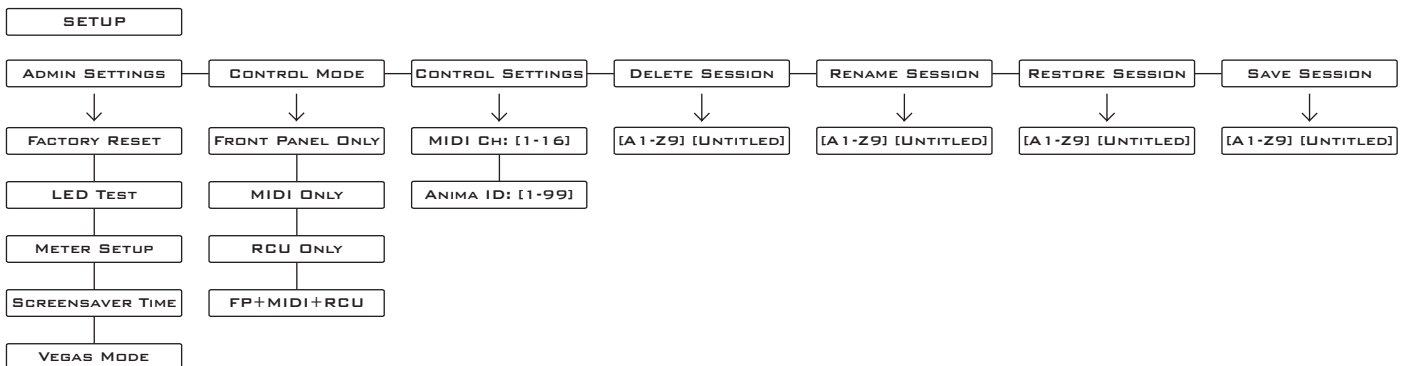 SETUP
ADMIN SETTINGS
CONTROL MODE
CONTROL SETTINGS
DELETE SESSION
RENAME SESSION
RESTORE SESSION
SAVE SESSION
FACTORY RESET
FRONT PANEL ONLY
MIDI CH: [1-16]
[A1-Z9] [UNTITLED]
[A1-Z9] [UNTITLED]
[A1-Z9] [UNTITLED]
[A1-Z9] [UNTITLED]
LED TEST
MIDI ONLY
ANIMA ID: [1-99]
METER SETUP
RCU ONLY
SCREENSAVER TIME
FP+MIDI+RCU
VEGAS MODE